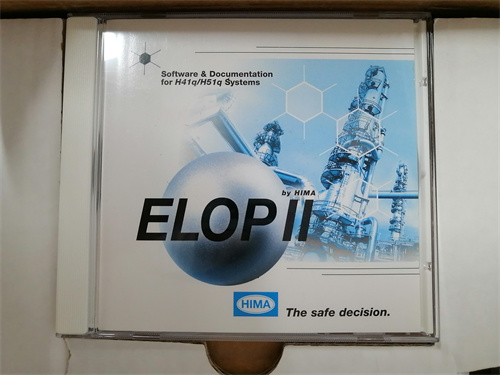 Software & Documentation
for H41q/H51q Systems
by HIMA
ELOP II
HIMA
The safe decision.